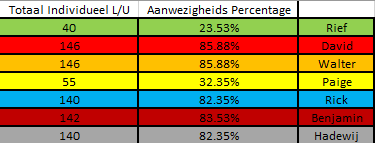 Totaal Individueel L/U Aanwezigheids Percentage
40 23.53% Rief
146 85.88% David
146 85.88% Walter
55 32.35% Paige
140 82.35% Rick
142 83.53% Benjamin
140 82.35% Hadewij